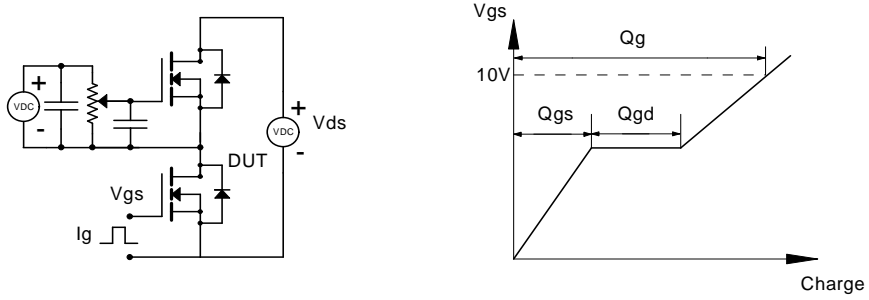 +
VDC
-
+
VDC
-
Vds
DUT
Vgs
Ig
Vgs
Qg
10V
Qgs
Qgd
Charge